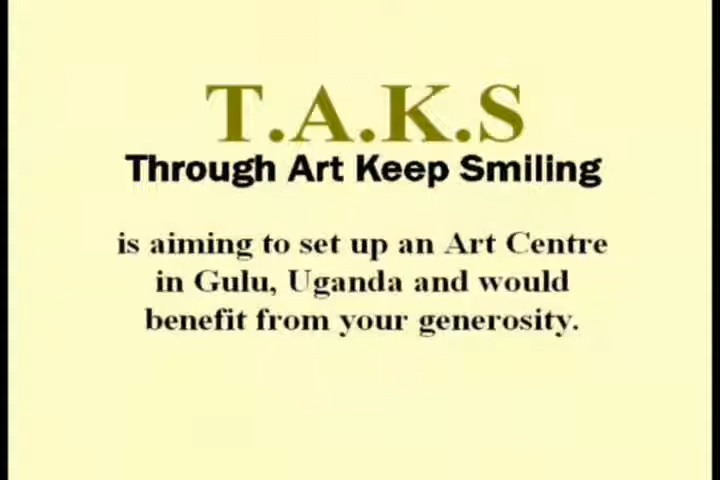 T.A.K.S
Through Art Keep Smiling
is aiming to set up an Art Centre
in Gulu, Uganda and would
benefit from your generosity.